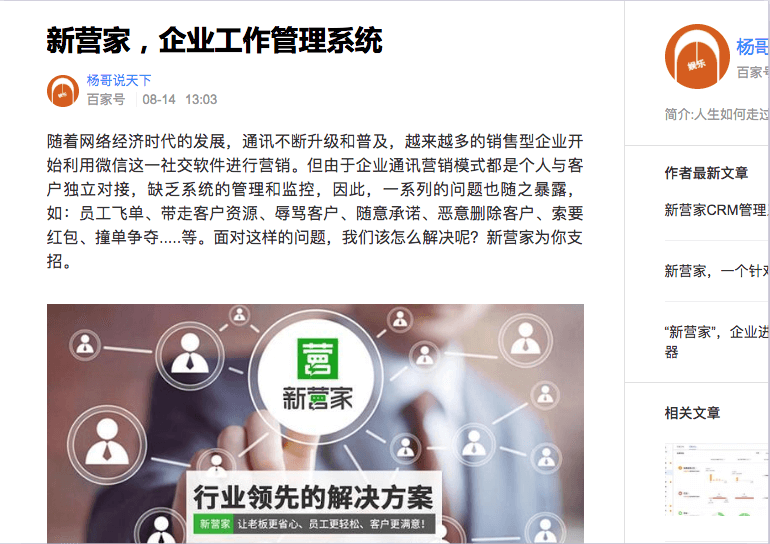 新营家，企业工作管理系统
杨哥说天下
百家号 08-14 13:03
随着网络经济时代的发展，通讯不断升级和普及，越来越多的销售型企业开
始利用微信这一社交软件进行营销。但由于企业通讯营销模式都是个人与客
户独立对接，缺乏系统的管理和监控，因此，一系列的问题也随之暴露，
如：员工飞单、带走客户资源、辱骂客户、随意承诺、恶意删除客户、索要
红包、撞单争夺.....等。面对这样的问题，我们该怎么解决呢？新营家为你支
招。
营
新营家
行业领先的解决方案
新营家 让老板更省心、员工更轻松、客户更满意！
娱乐
杨哥
百家号
简介:人生如何走过
作者最新文章
新营家CRM管理
新营家，一个针对
“新营家”，企业进
器
相关文章